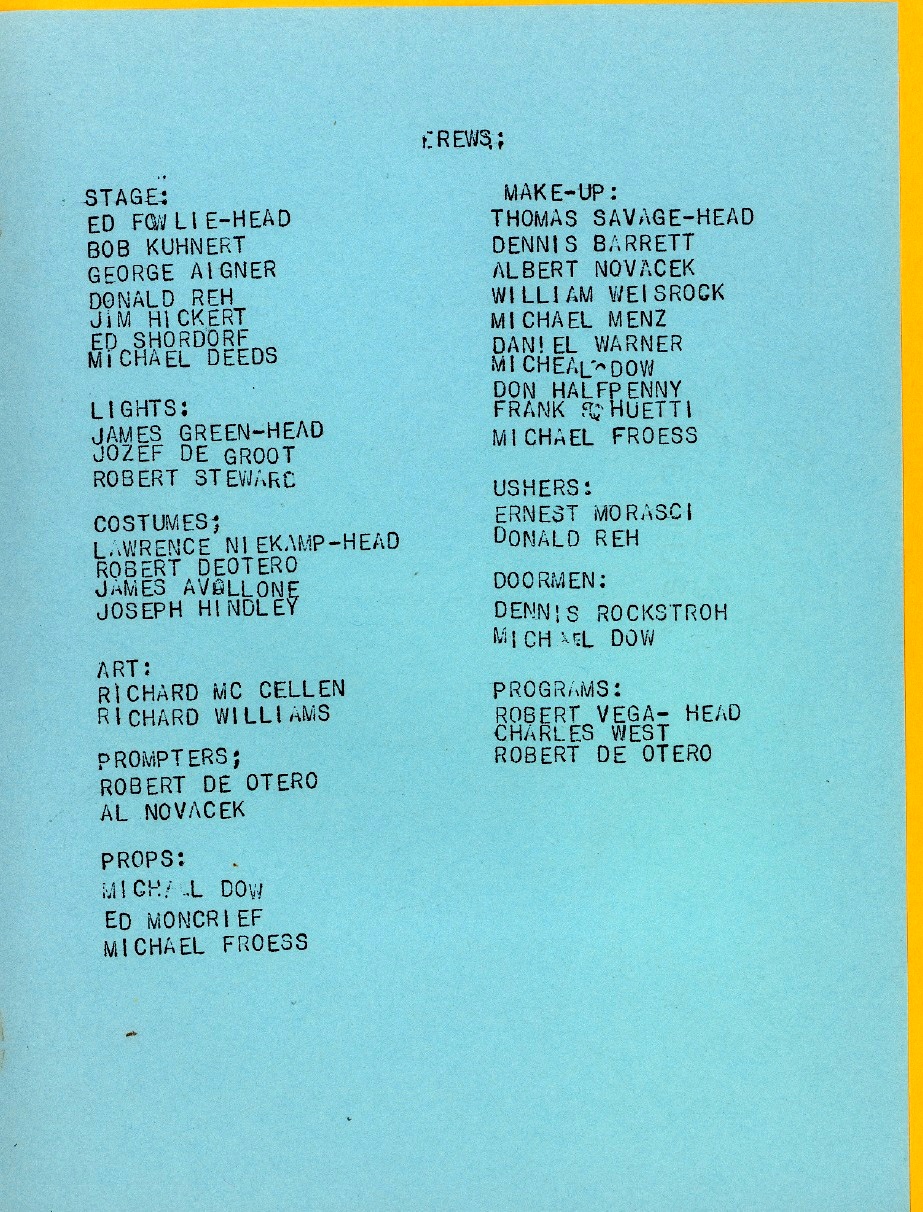 CREWS;
STAGE:
ED FOWLIE-HEAD
BOB KUHNERT
GEORGE AIGNER
DONALD REH
JIM HICKERT
ED SHORDORF
MICHAEL DEEDS
LIGHTS:
JAMES GREEN-HEAD
JOZEF DE GROOT
ROBERT STEWARC
COSTUMES;
LAWRENCE NIEKAMP-HEAD
ROBERT DEOTERO
JAMES AVOLLONE
JOSEPH HINDLEY
ART:
RICHARD MC CELLEN
RICHARD WILLIAMS
PROMPTERS;
ROBERT DE OTERO
AL NOVACEK
PROPS:
MICHAEL DOW
ED MONCRIEF
MICHAEL FROESS
MAKE-UP:
THOMAS SAVAGE-HEAD
DENNIS BARRETT
ALBERT NOVACEK
WILLIAM WEISROCK
MICHAEL MENZ
DANIEL WARNER
MICHEAL DOW
DON HALFPENNY
FRANK SCHUETTI
MICHAEL FROESS
USHERS:
ERNEST MORASCI
DONALD REH
DOORMEN:
DENNIS ROCKSTROH
MICHAEL DOW
PROGRAMS:
ROBERT VEGA- HEAD
CHARLES WEST
ROBERT DE OTERO